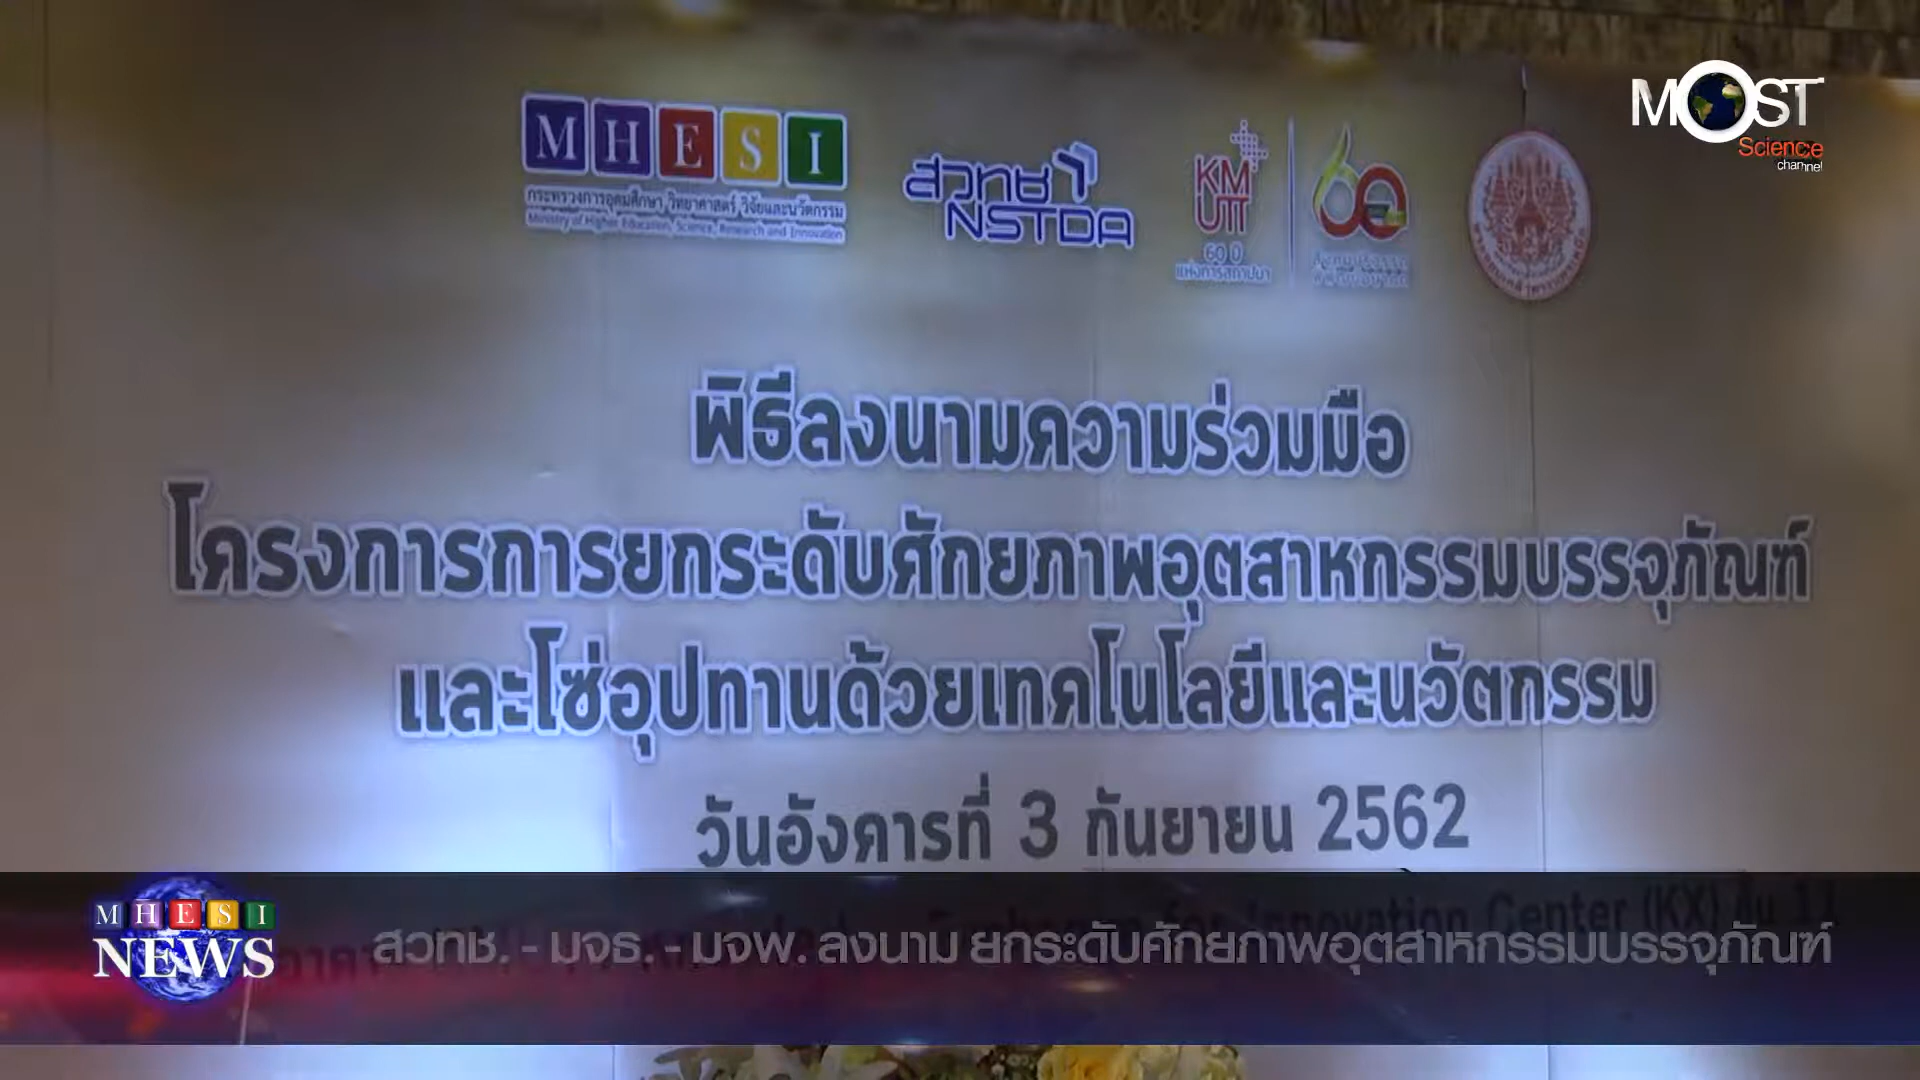 MOST
Science
channel
MHESI
กระทรวงการอุดมศึกษา วิทยาศาสตร์ วิจัยและนวัตกรรม
Ministry of Higher Education, Science, Research and Innovation
สวทช
NSTDA
KM
UTT
60 ปี
แห่งการสถาปนา
60
พิธีลงนามความร่วมมือ
โครงการการยกระดับศักยภาพอุตสาหกรรมบรรจุภัณฑ์
และโซ่อุปทานด้วยเทคโนโลยีและนวัตกรรม
วันอังคารที่ 3 กันยายน 2562
for Innovation Center (KX) ชั้น 11
MHESI
NEWS
สวทช. - มจธ. - มจพ. ลงนาม ยกระดับศักยภาพอุตสาหกรรมบรรจุภัณฑ์